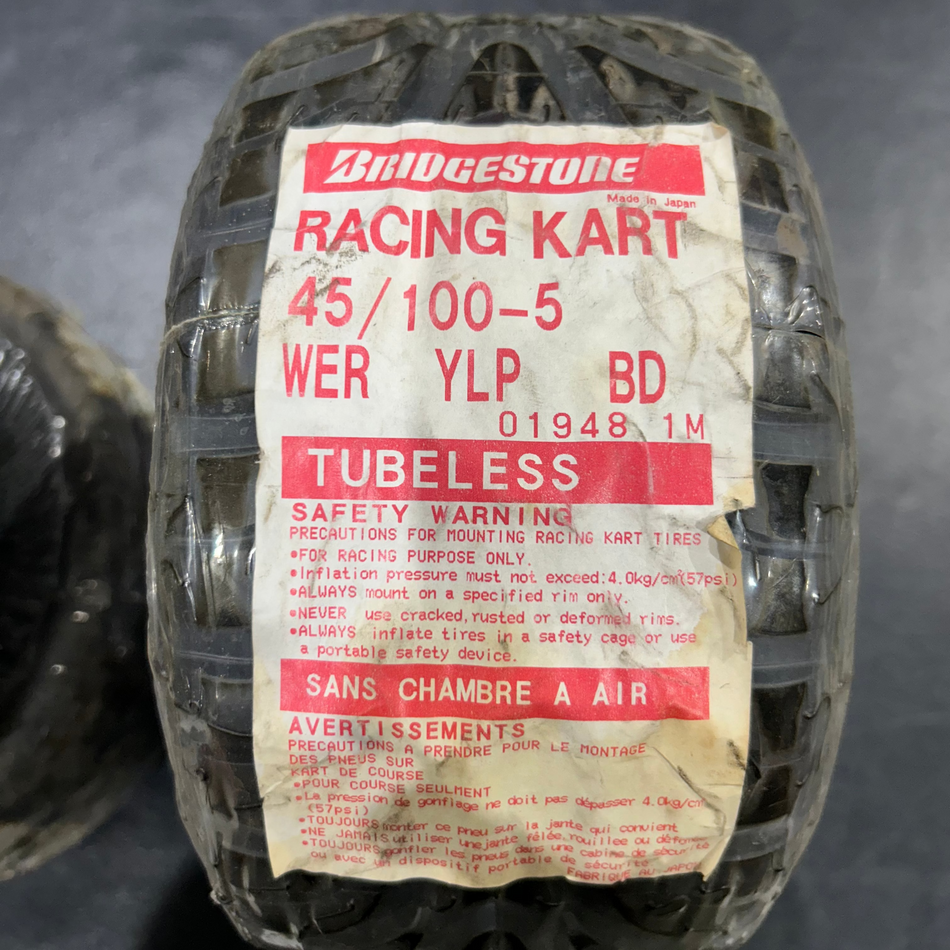 BRIDGESTONE
Made in Japan
RACING KART
45/100-5
WER YLP BD
01948 1M
TUBELESS
SAFETY WARNING
PRECAUTIONS FOR MOUNTING RACING KART TIRES
•FOR RACING PURPOSE ONLY.
•Inflation pressure must not exceed:4.0kg/cm²(57psi)
•ALWAYS mount on a specified rim only.
•NEVER use cracked,rusted or deformed rims.
•ALWAYS inflate tires in a safety cage or use
a portable safety device.
SANS CHAMBRE A AIR
AVERTISSEMENTS
PRECAUTIONS A PRENDRE POUR LE MONTAGE
DES PNEUS SUR
KART DE COURSE
•POUR COURSE SEULMENT
•La pression de gonflage ne doit pas dépasser 4.0kg/cm
(57psi)
•TOUJOURS monter ce pneu sur la jante qui convient
•NE JAMAIS utiliser une jante félée, rouillee ou défor
•TOUJOURS gonfler les pneus dans une cabine de sécurité
ou avec un dispositif portable de sécurité.
FABRIQUE AU JAPON